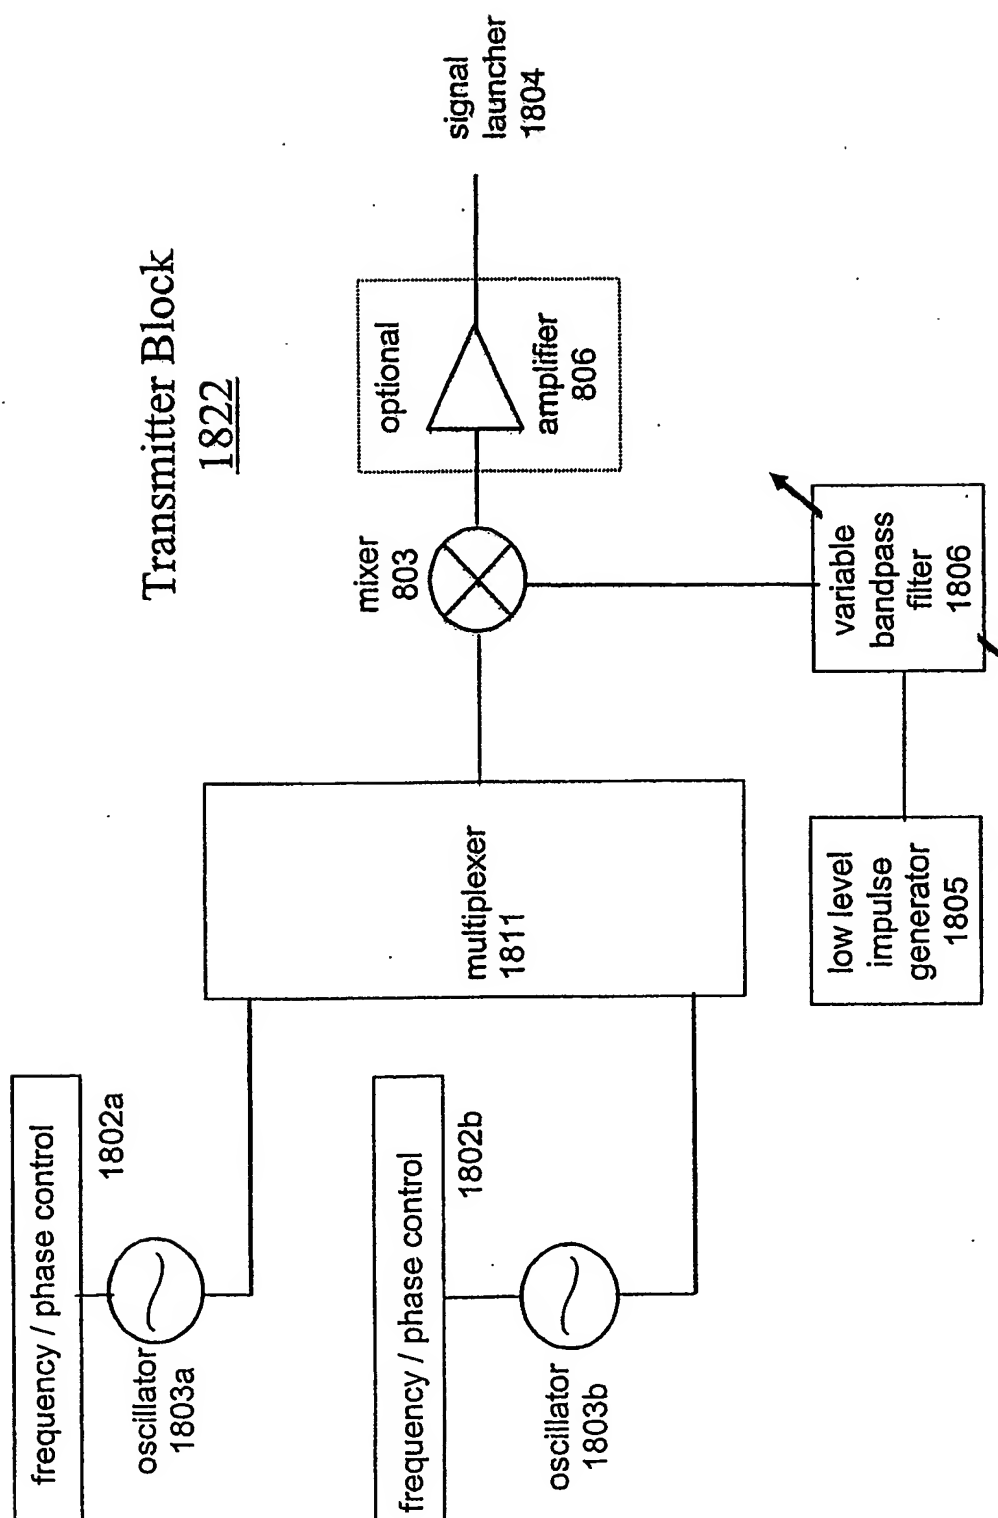 Transmitter Block
1822
frequency / phase control
1802a
oscillator
1803a
frequency / phase control
1802b
oscillator
1803b
multiplexer
1811
mixer
803
optional
amplifier
806
signal
launcher
1804
low level
impulse
generator
1805
variable
bandpass
filter
1806